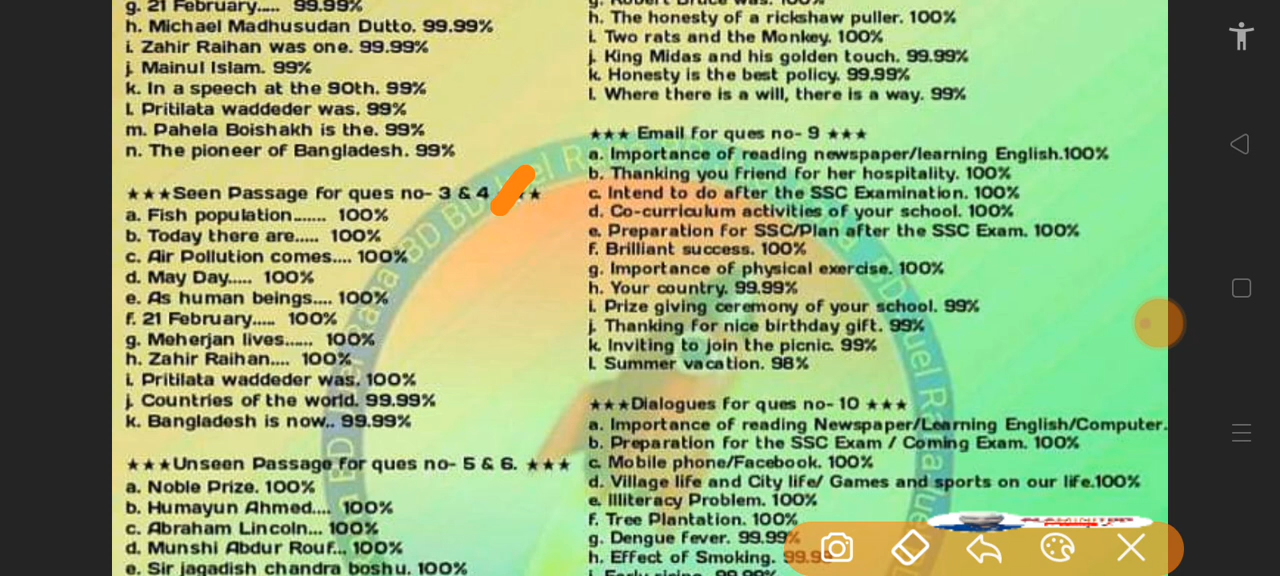 g. 21 February..... 99.99%
h. Michael Madhusudan Dutto. 99.99%
i. Zahir Raihan was one. 99.99%
j. Mainul Islam. 99%
k. In a speech at the 90th. 99%
l. Pritilata waddeder was. 99%
m. Pahela Boishakh is the. 99%
n. The pioneer of Bangladesh. 99%
★★★Seen Passage for ques no- 3 & 4 ★
a. Fish population....... 100%
b. Today there are..... 100%
c. Air Pollution comes.... 100%
d. May Day..... 100%
e. As human beings.... 100%
f. 21 February..... 100%
g. Meherjan lives...... 100%
h. Zahir Raihan.... 100%
i. Pritilata waddeder was. 100%
j. Countries of the world. 99.99%
k. Bangladesh is now.. 99.99%
★★★Unseen Passage for ques no- 5 & 6. ★★★
a. Noble Prize. 100%
b. Humayun Ahmed.... 100%
c. Abraham Lincoln... 100%
d. Munshi Abdur Rouf... 100%
e. Sir jagadish chandra boshu. 100%
g. Robert Bruce was. 100%
h. The honesty of a rickshaw puller. 100%
i. Two rats and the Monkey. 100%
j. King Midas and his golden touch. 99.99%
k. Honesty is the best policy. 99.99%
l. Where there is a will, there is a way. 99%
★★★ Email for ques no- 9 ★★★
a. Importance of reading newspaper/learning English.100%
b. Thanking you friend for her hospitality. 100%
c. Intend to do after the SSC Examination. 100%
d. Co-curriculum activities of your school. 100%
e. Preparation for SSC/Plan after the SSC Exam. 100%
f. Brilliant success. 100%
g. Importance of physical exercise. 100%
h. Your country. 99.99%
i. Prize giving ceremony of your school. 99%
j. Thanking for nice birthday gift. 99%
k. Inviting to join the picnic. 99%
l. Summer vacation. 98%
★★★Dialogues for ques no- 10 ★★★
a. Importance of reading Newspaper/Learning English/Computer.
b. Preparation for the SSC Exam / Coming Exam. 100%
c. Mobile phone/Facebook. 100%
d. Village life and City life/ Games and sports on our life.100%
e. Illiteracy Problem. 100%
f. Tree Plantation. 100%
g. Dengue fever. 99.99%
h. Effect of Smoking. 99.99
i. Early rising. 99.99%